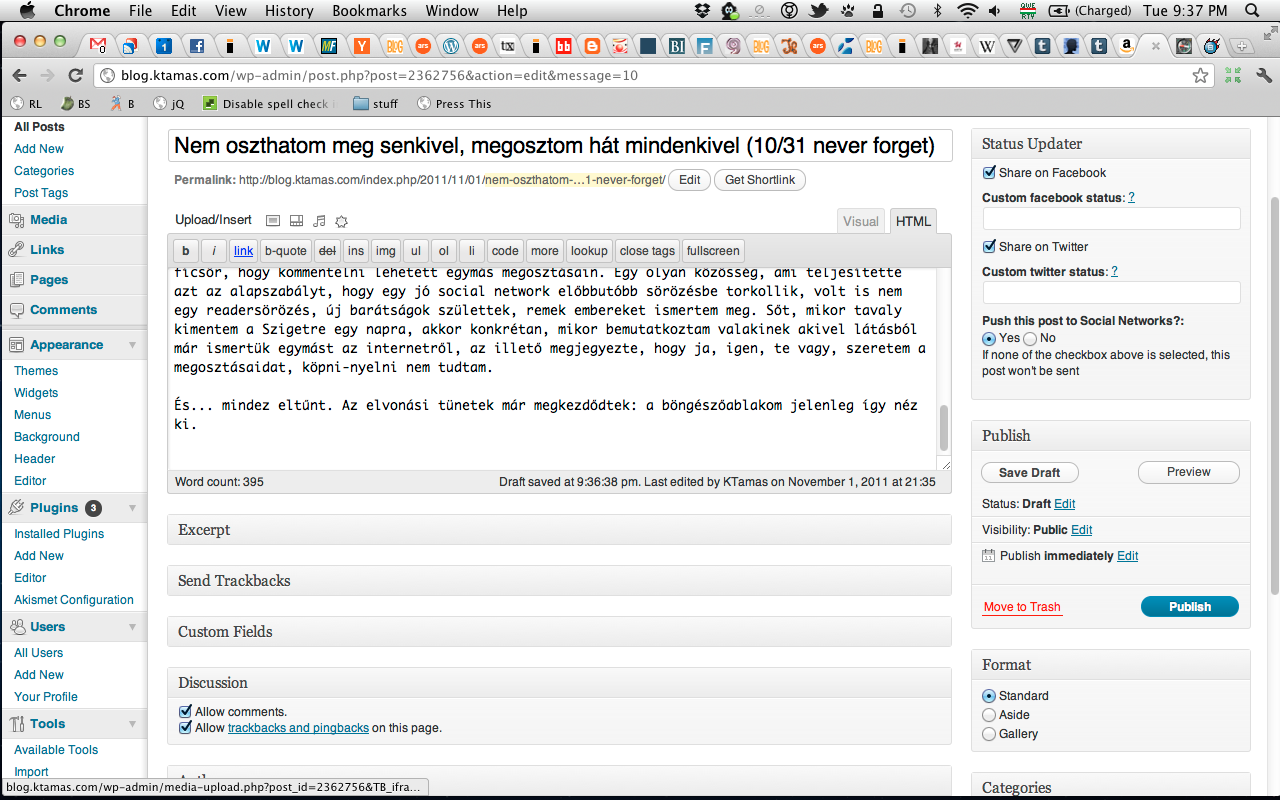 Chrome File Edit View History Bookmarks Window Help (Charged) Tue 9:37 PM
blog.ktamas.com/wp-admin/post.php?post=2362756&action=edit&message=10
RL BS B jQ Disable spell check i stuff Press This
All Posts
Add New
Categories
Post Tags
Media
Links
Pages
Comments
Appearance
Themes
Widgets
Menus
Background
Header
Editor
Plugins 3
Installed Plugins
Add New
Editor
Akismet Configuration
Users
All Users
Add New
Your Profile
Tools
Available Tools
Import
blog.ktamas.com/wp-admin/media-upload.php?post_id=2362756&TB_ifra...
Nem oszthatom meg senkivel, megosztom hát mindenkivel (10/31 never forget)
Permalink: http://blog.ktamas.com/index.php/2011/11/01/nem-oszthatom-...1-never-forget/ Edit Get Shortlink
Upload/Insert Visual HTML
b i link b-quote del ins img ul ol li code more lookup close tags fullscreen
ficsőr, hogy kommentelni lehetett egymás megosztásain. Egy olyan közösség, ami teljesítette
azt az alapszabályt, hogy egy jó social network előbbutóbb sörözésbe torkollik, volt is nem
egy readersörözés, új barátságok születtek, remek embereket ismertem meg. Sőt, mikor tavaly
kimentem a Szigetre egy napra, akkor konkrétan, mikor bemutatkoztam valakinek akivel látásból
már ismertük egymást az internetről, az illető megjegyezte, hogy ja, igen, te vagy, szeretem a
megosztásaidat, köpni-nyelni nem tudtam.
És... mindez eltűnt. Az elvonási tünetek már megkezdődtek: a böngészőablakom jelenleg így néz
ki.
Word count: 395 Draft saved at 9:36:38 pm. Last edited by KTamas on November 1, 2011 at 21:35
Excerpt
Send Trackbacks
Custom Fields
Discussion
Allow comments.
Allow trackbacks and pingbacks on this page.
Status Updater
Share on Facebook
Custom facebook status: ?
Share on Twitter
Custom twitter status: ?
Push this post to Social Networks?:
Yes No
If none of the checkbox above is selected, this
post won't be sent
Publish
Save Draft Preview
Status: Draft Edit
Visibility: Public Edit
Publish immediately Edit
Move to Trash Publish
Format
Standard
Aside
Gallery
Categories